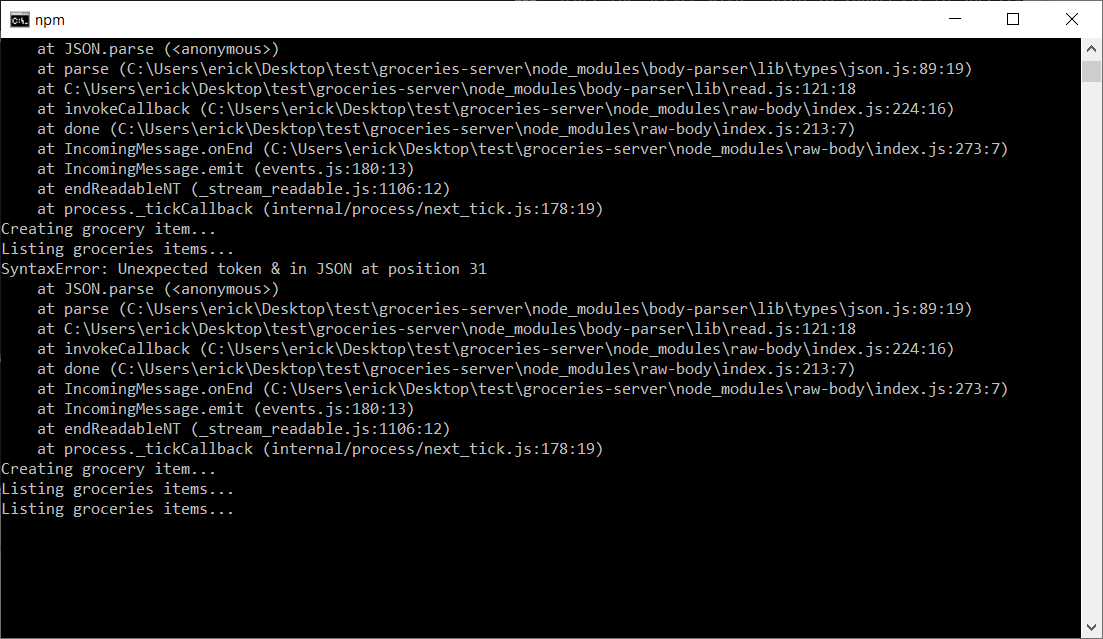 npm
at JSON.parse (<anonymous>)
at parse (C:\Users\erick\Desktop\test\groceries-server\node_modules\body-parser\lib\types\json.js:89:19)
at C:\Users\erick\Desktop\test\groceries-server\node_modules\body-parser\lib\read.js:121:18
at invokeCallback (C:\Users\erick\Desktop\test\groceries-server\node_modules\raw-body\index.js:224:16)
at done (C:\Users\erick\Desktop\test\groceries-server\node_modules\raw-body\index.js:213:7)
at IncomingMessage.onEnd (C:\Users\erick\Desktop\test\groceries-server\node_modules\raw-body\index.js:273:7)
at IncomingMessage.emit (events.js:180:13)
at endReadableNT (_stream_readable.js:1106:12)
at process._tickCallback (internal/process/next_tick.js:178:19)
Creating grocery item...
Listing groceries items...
SyntaxError: Unexpected token & in JSON at position 31
at JSON.parse (<anonymous>)
at parse (C:\Users\erick\Desktop\test\groceries-server\node_modules\body-parser\lib\types\json.js:89:19)
at C:\Users\erick\Desktop\test\groceries-server\node_modules\body-parser\lib\read.js:121:18
at invokeCallback (C:\Users\erick\Desktop\test\groceries-server\node_modules\raw-body\index.js:224:16)
at done (C:\Users\erick\Desktop\test\groceries-server\node_modules\raw-body\index.js:213:7)
at IncomingMessage.onEnd (C:\Users\erick\Desktop\test\groceries-server\node_modules\raw-body\index.js:273:7)
at IncomingMessage.emit (events.js:180:13)
at endReadableNT (_stream_readable.js:1106:12)
at process._tickCallback (internal/process/next_tick.js:178:19)
Creating grocery item...
Listing groceries items...
Listing groceries items...